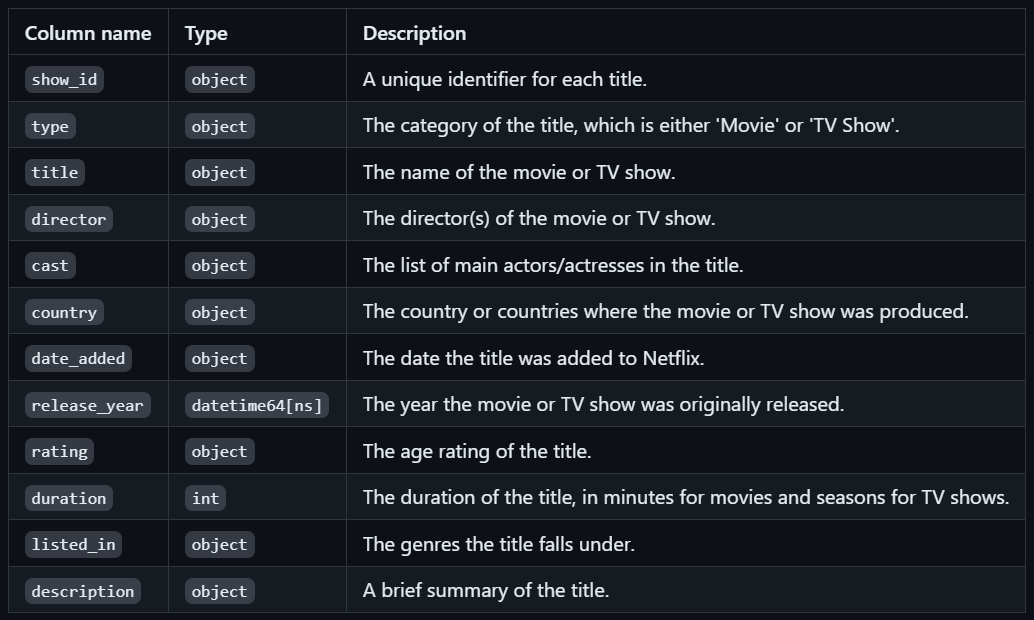 Column name Type Description
show_id object A unique identifier for each title.
type object The category of the title, which is either 'Movie' or 'TV Show'.
title object The name of the movie or TV show.
director object The director(s) of the movie or TV show.
cast object The list of main actors/actresses in the title.
country object The country or countries where the movie or TV show was produced.
date_added object The date the title was added to Netflix.
release_year datetime64[ns] The year the movie or TV show was originally released.
rating object The age rating of the title.
duration int The duration of the title, in minutes for movies and seasons for TV shows.
listed_in object The genres the title falls under.
description object A brief summary of the title.